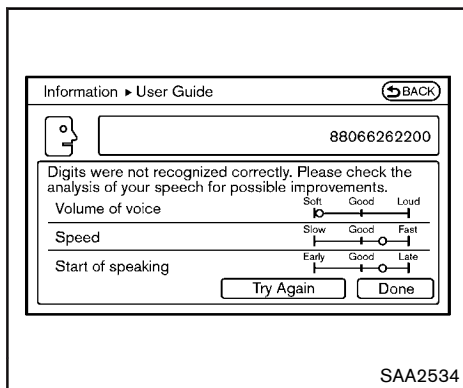 Information ▸ User Guide
BACK
88066262200
Digits were not recognized correctly. Please check the
analysis of your speech for possible improvements.
Volume of voice
Soft Good Loud
Speed
Slow Good Fast
Start of speaking
Early Good Late
Try Again
Done
SAA2534